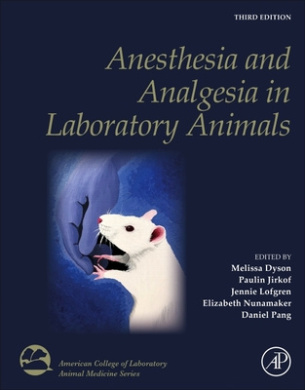 THIRD EDITION
Anesthesia and
Analgesia in
Laboratory Animals
EDITED BY
Melissa Dyson
Paulin Jirkof
Jennie Lofgren
Elizabeth Nunamaker
Daniel Pang
American College of Laboratory
Animal Medicine Series